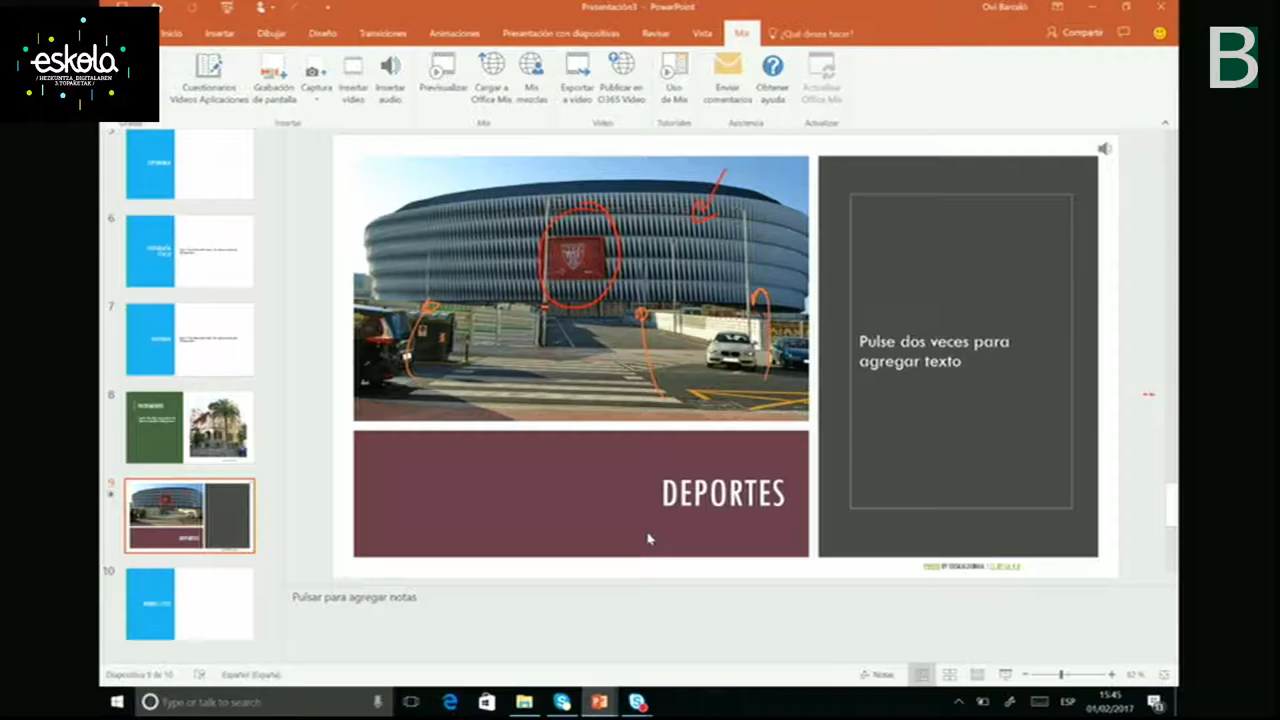 eskola
/ HEZKUNTZA_DIGITALAREN
3.TOPAKETAK /
B
Presentación3 - PowerPoint
Ovi Barceló
Inicio Insertar Dibujar Diseño Transiciones Animaciones Presentación con diapositivas Revisar Vista Mix ¿Qué desea hacer? Compartir
Cuestionarios
Vídeos Aplicaciones
Grabación
de pantalla
Captura
Insertar
vídeo
Insertar
audio
Previsualizar
Cargar a
Office Mix
Mis
mezclas
Exportar
a vídeo
Publicar en
O365 Video
Uso
de Mix
Enviar
comentarios
Obtener
ayuda
Actualizar
Office Mix
Insertar Mix Vídeo Tutoriales Asistencia Actualizar
6
7
8
9
10
Pulse dos veces para
agregar texto
DEPORTES
Pulsar para agregar notas
Diapositiva 9 de 10 Español (España) Notas 62 %
Type or talk to search
ESP
15:45
01/02/2017